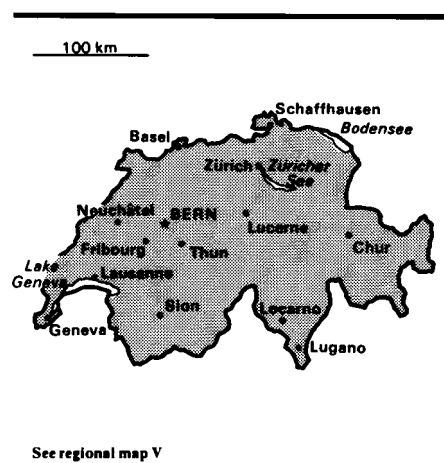 100 km
Schaffhausen
Bodensee
Basel
Zürich
Züricher
See
Neuchâtel
BERN
Lucerne
Fribourg
Thun
Chur
Lake
Geneva
Lausanne
Sion
Locarno
Geneva
Lugano
See regional map V